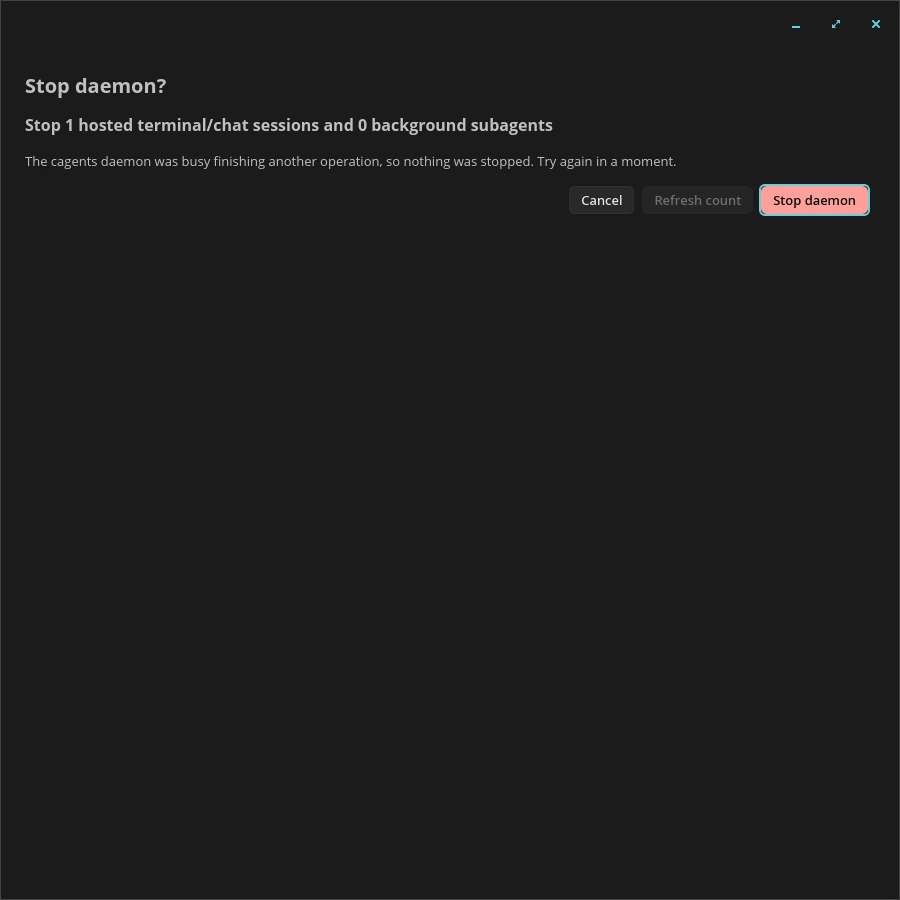 Stop daemon?
Stop 1 hosted terminal/chat sessions and 0 background subagents
The cagents daemon was busy finishing another operation, so nothing was stopped. Try again in a moment.
Cancel Refresh count Stop daemon